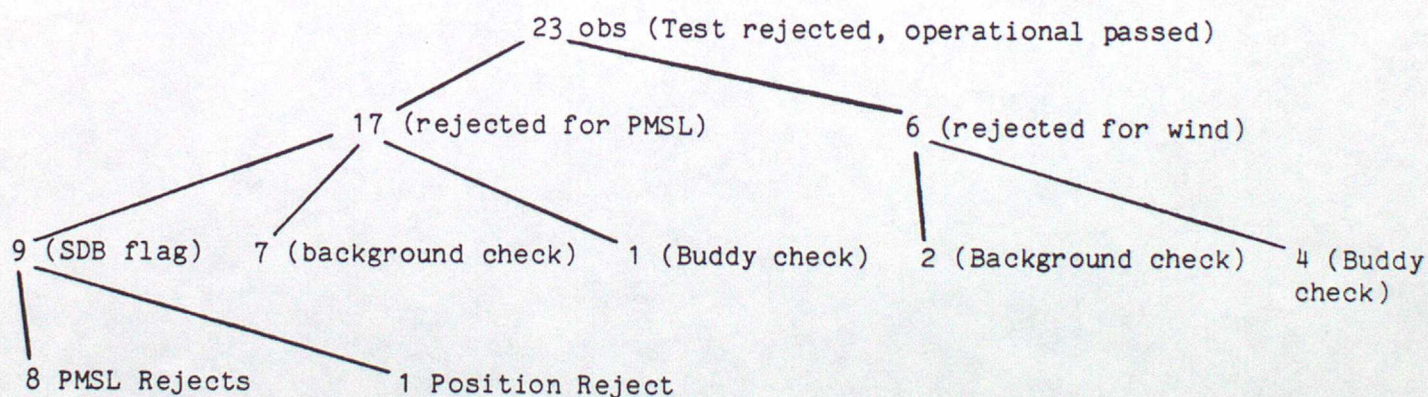 23 obs (Test rejected, operational passed)
17 (rejected for PMSL) 6 (rejected for wind)
9 (SDB flag) 7 (background check) 1 (Buddy check) 2 (Background check) 4 (Buddy
check)
8 PMSL Rejects 1 Position Reject